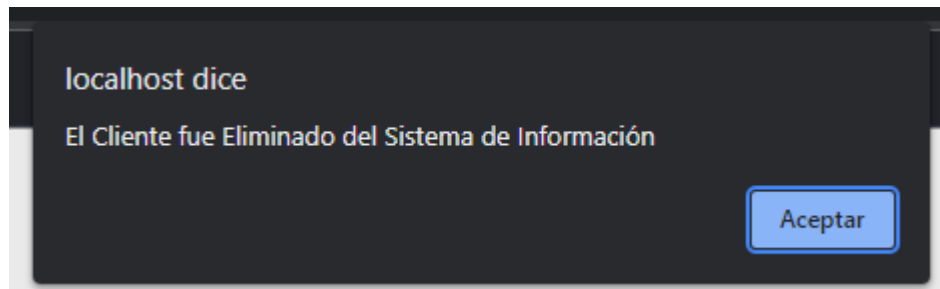 localhost dice
El Cliente fue Eliminado del Sistema de Información
Aceptar